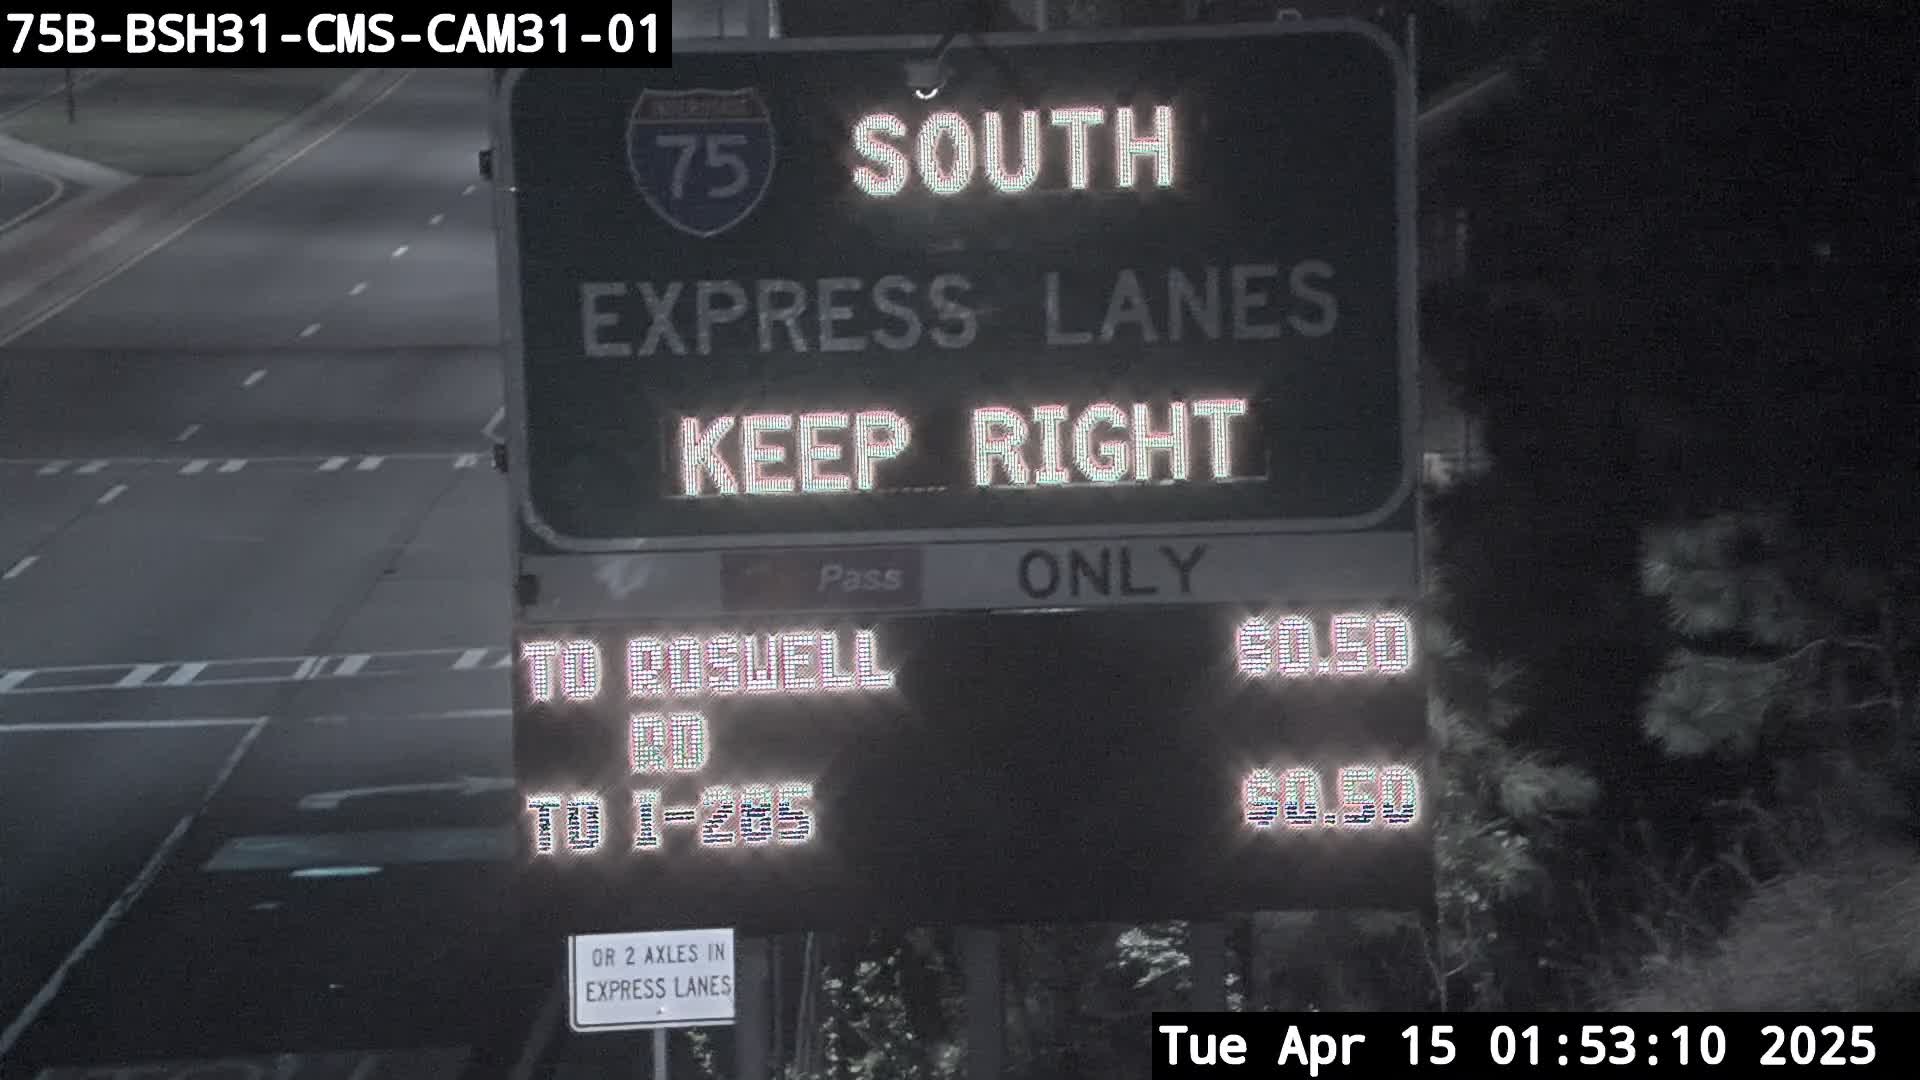 75B-BSH31-CMS-CAM31-01
INTERSTATE
75
SOUTH
EXPRESS LANES
KEEP RIGHT
Pass ONLY
TO ROSWELL $0.50
RD
TO I-285 $0.50
OR 2 AXLES IN
EXPRESS LANES
Tue Apr 15 01:53:10 2025